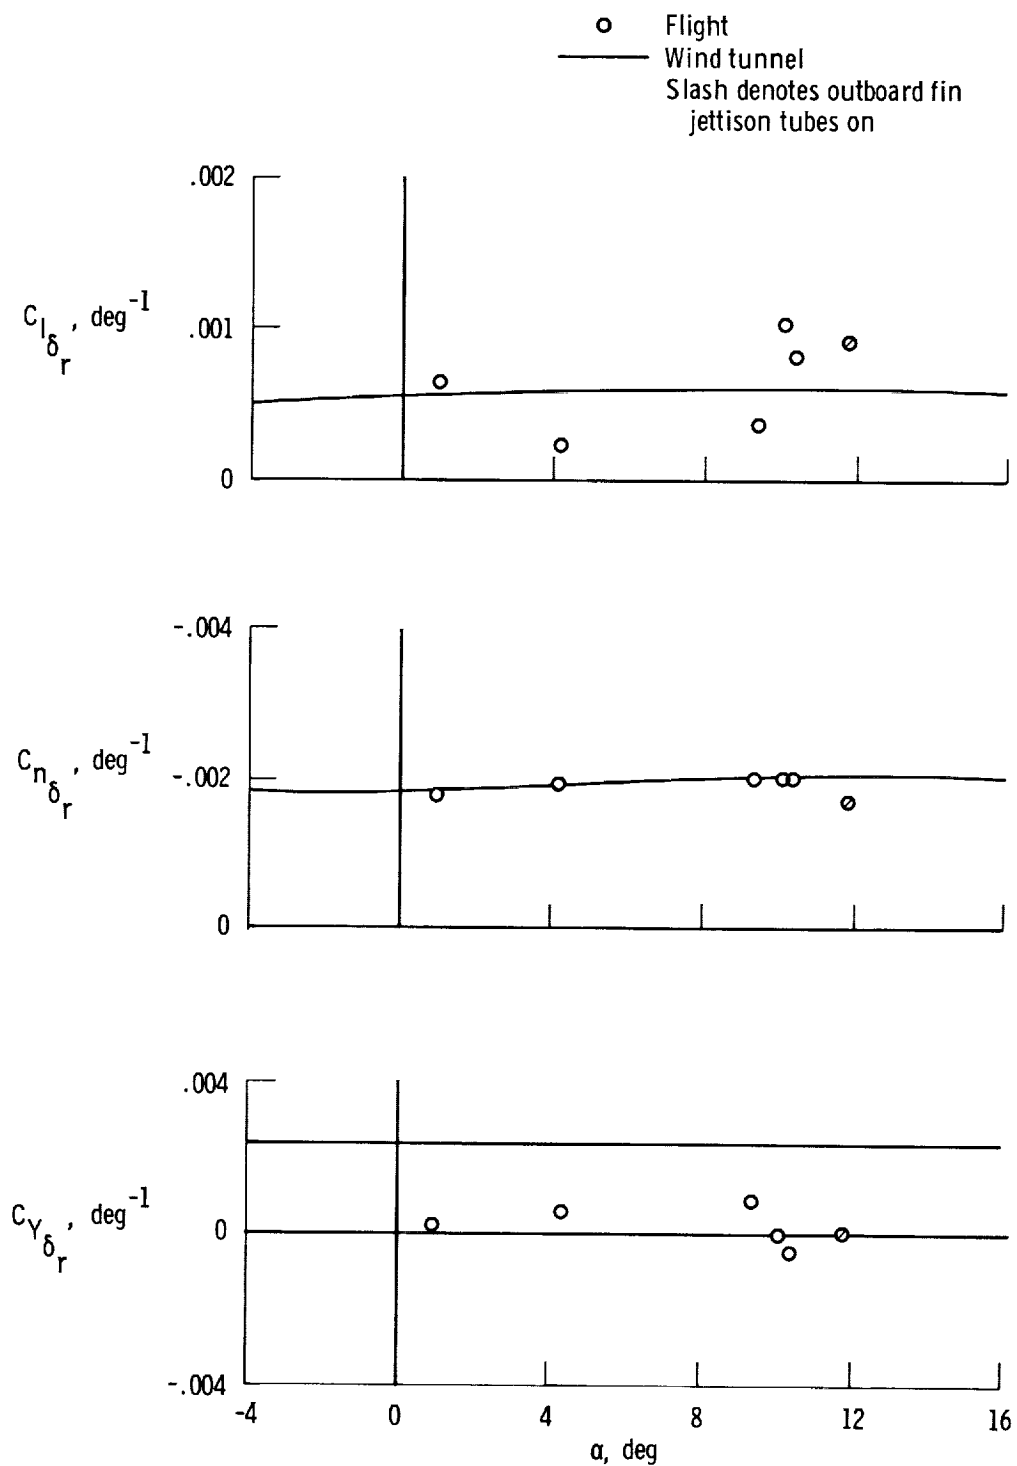 Flight
Wind tunnel
Slash denotes outboard fin
jettison tubes on
.002
C_{l_{δ_r}}, deg^{-1}
.001
0
-.004
C_{n_{δ_r}}, deg^{-1}
-.002
0
.004
C_{Y_{δ_r}}, deg^{-1}
0
-.004
-4 0 4 8 12 16
α, deg